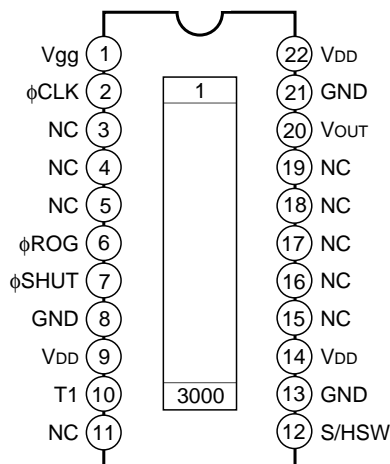 Vgg 1 22 VDD
ϕCLK 2 1 21 GND
NC 3 20 VOUT
NC 4 19 NC
NC 5 18 NC
ϕROG 6 17 NC
ϕSHUT 7 16 NC
GND 8 15 NC
VDD 9 14 VDD
T1 10 3000 13 GND
NC 11 12 S/HSW